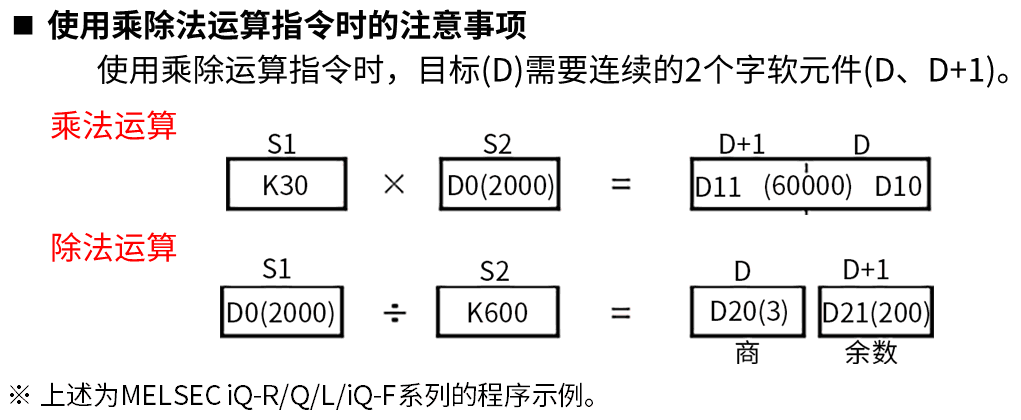 ■ 使用乘除法运算指令时的注意事项
使用乘除运算指令时，目标(D)需要连续的2个字软元件(D、D+1)。
乘法运算
S1 S2 D+1 D
K30 × D0(2000) = D11 (60000) D10
除法运算
S1 S2 D D+1
D0(2000) ÷ K600 = D20(3) D21(200)
商 余数
※ 上述为MELSEC iQ-R/Q/L/iQ-F系列的程序示例。